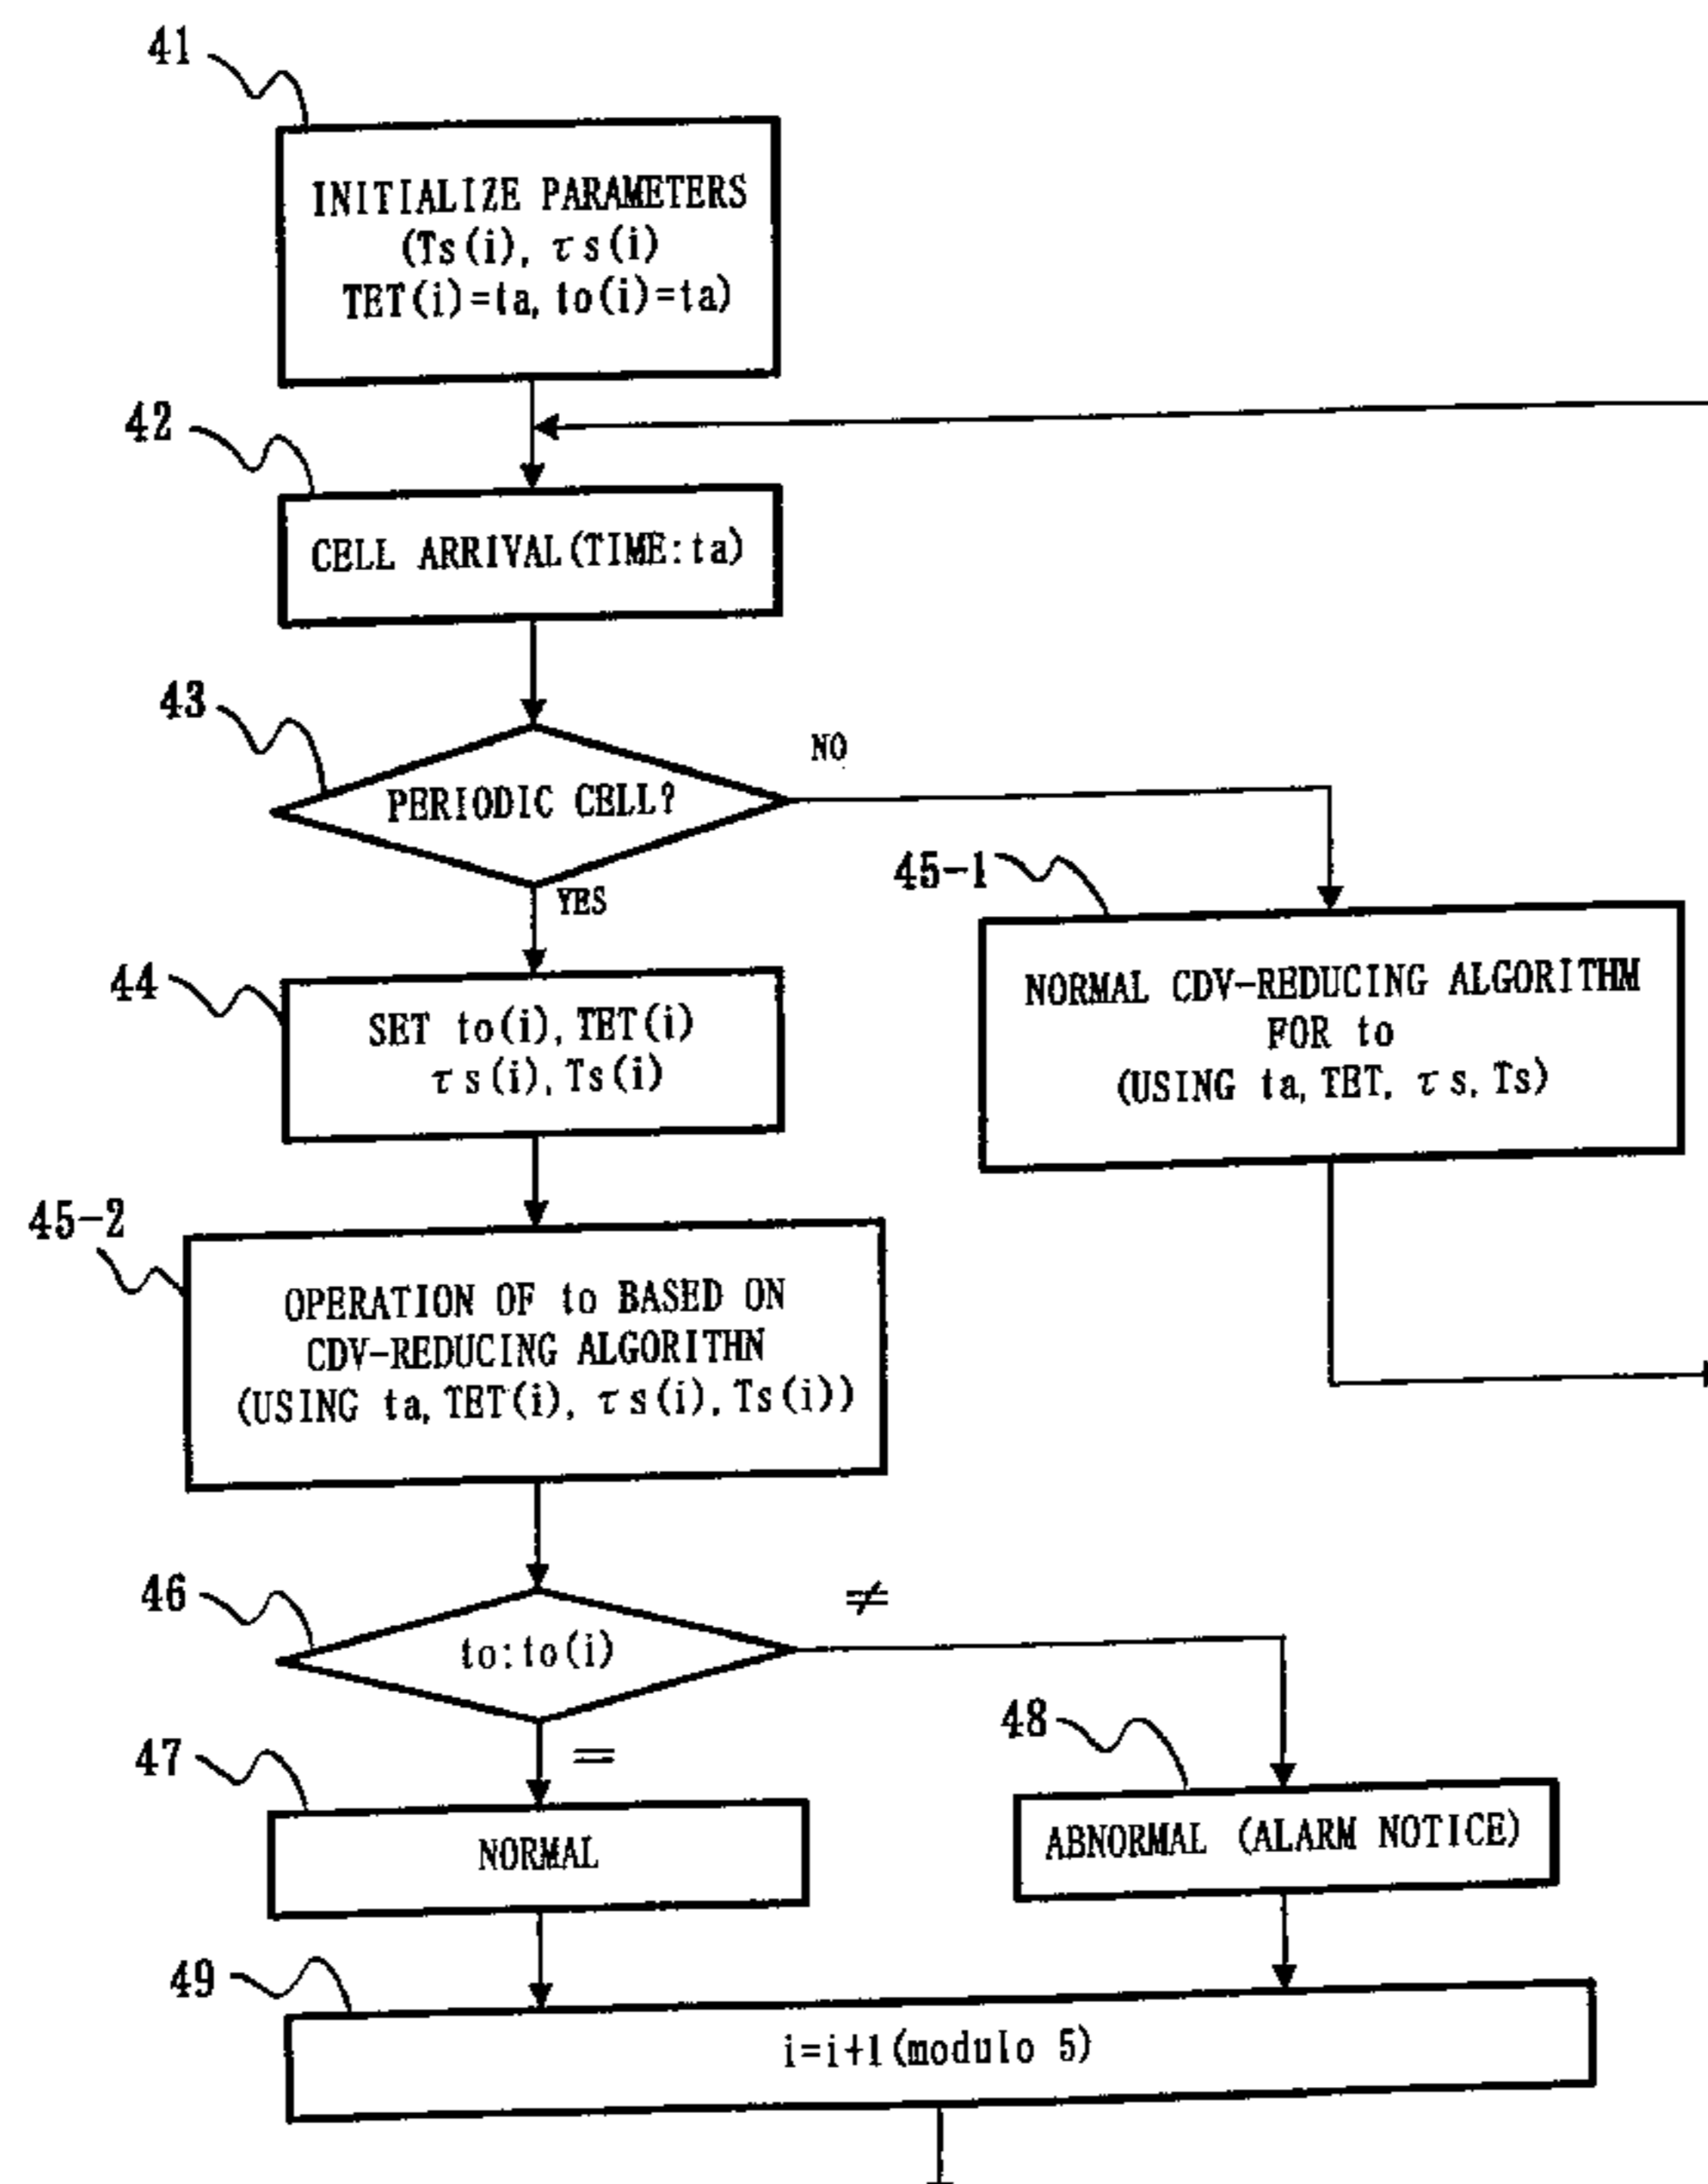 41
INITIALIZE PARAMETERS
(Ts(i), τs(i)
TET(i)=ta, to(i)=ta)
42
CELL ARRIVAL(TIME:ta)
43
PERIODIC CELL?
NO
YES
45-1
NORMAL CDV-REDUCING ALGORITHM
FOR to
(USING ta, TET, τs, Ts)
44
SET to(i), TET(i)
τs(i), Ts(i)
45-2
OPERATION OF to BASED ON
CDV-REDUCING ALGORITHN
(USING ta, TET(i), τs(i), Ts(i))
46
to:to(i)
≠
=
47
NORMAL
48
ABNORMAL (ALARM NOTICE)
49
i=i+1(modulo 5)